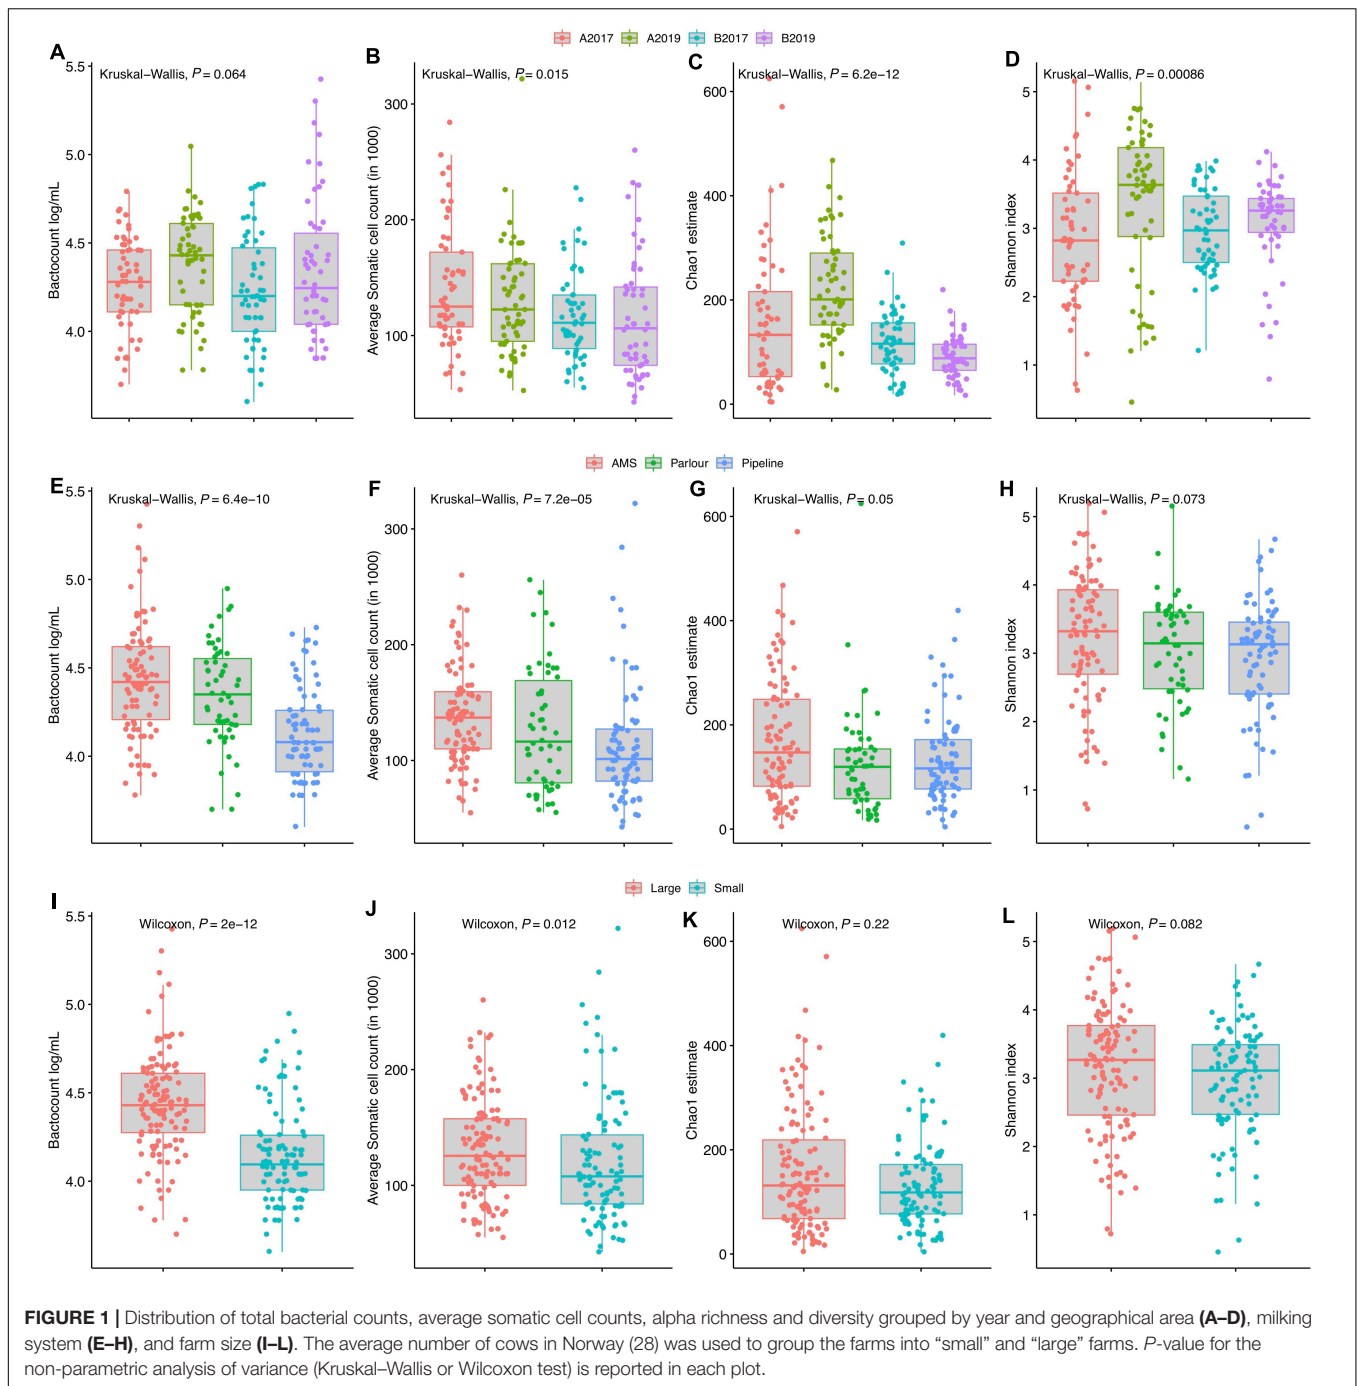 A2017 A2019 B2017 B2019
A B C D
Kruskal–Wallis, P = 0.064
Bactocount log/mL
5.5
5.0
4.5
4.0
Kruskal–Wallis, P = 0.015
Average Somatic cell count (in 1000)
300
200
100
Kruskal–Wallis, P = 6.2e−12
Chao1 estimate
600
400
200
0
Kruskal–Wallis, P = 0.00086
Shannon index
5
4
3
2
1
AMS Parlour Pipeline
E F G H
Kruskal–Wallis, P = 6.4e−10
Bactocount log/mL
5.5
5.0
4.5
4.0
Kruskal–Wallis, P = 7.2e−05
Average Somatic cell count (in 1000)
300
200
100
Kruskal–Wallis, P = 0.05
Chao1 estimate
600
400
200
0
Kruskal–Wallis, P = 0.073
Shannon index
5
4
3
2
1
Large Small
I J K L
Wilcoxon, P = 2e−12
Bactocount log/mL
5.5
5.0
4.5
4.0
Wilcoxon, P = 0.012
Average Somatic cell count (in 1000)
300
200
100
Wilcoxon, P = 0.22
Chao1 estimate
600
400
200
0
Wilcoxon, P = 0.082
Shannon index
5
4
3
2
1
FIGURE 1 | Distribution of total bacterial counts, average somatic cell counts, alpha richness and diversity grouped by year and geographical area (A–D), milking
system (E–H), and farm size (I–L). The average number of cows in Norway (28) was used to group the farms into “small” and “large” farms. P-value for the
non-parametric analysis of variance (Kruskal–Wallis or Wilcoxon test) is reported in each plot.